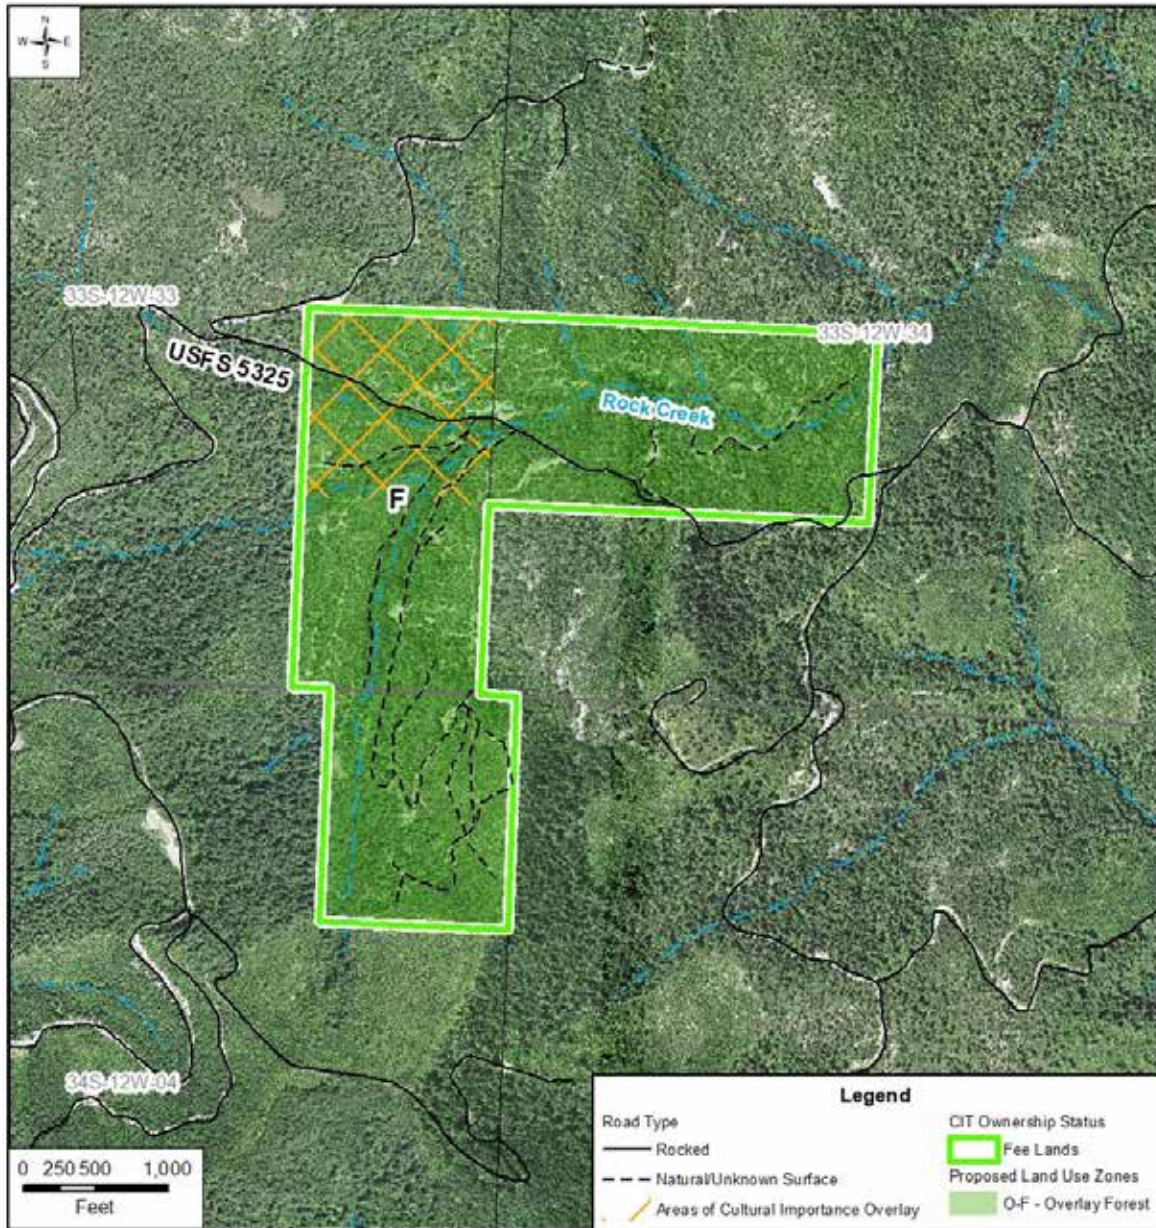 N
W E
S
33S-12W-33
33S-12W-34
USFS 5325
Rock Creek
F
34S-12W-04
0 250 500 1,000
Feet
Legend
Road Type
Rocked
Natural/Unknown Surface
Areas of Cultural Importance Overlay
CIT Ownership Status
Fee Lands
Proposed Land Use Zones
O-F - Overlay Forest